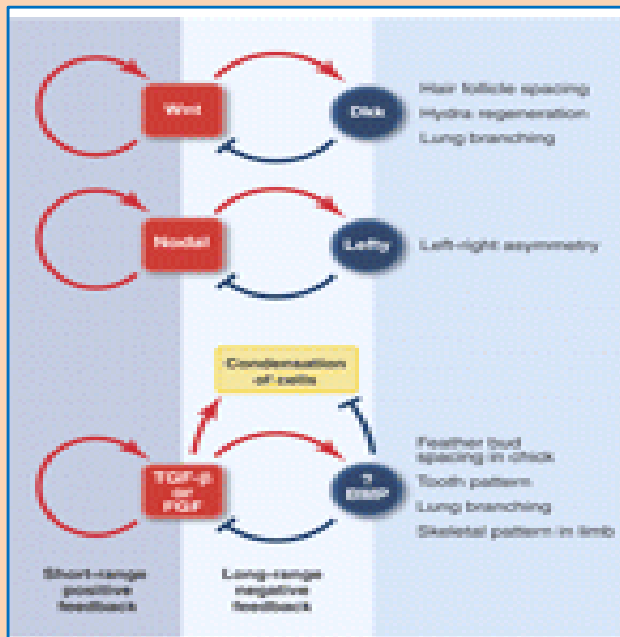 Wnt
Dkk
Hair follicle spacing
Hydra regeneration
Lung branching
Nodal
Lefty
Left-right asymmetry
Condensation
of cells
TGF-β
or
FGF
?
BMP
Feather bud
spacing in chick
Tooth pattern
Lung branching
Skeletal pattern in limb
Short-range
positive
feedback
Long-range
negative
feedback